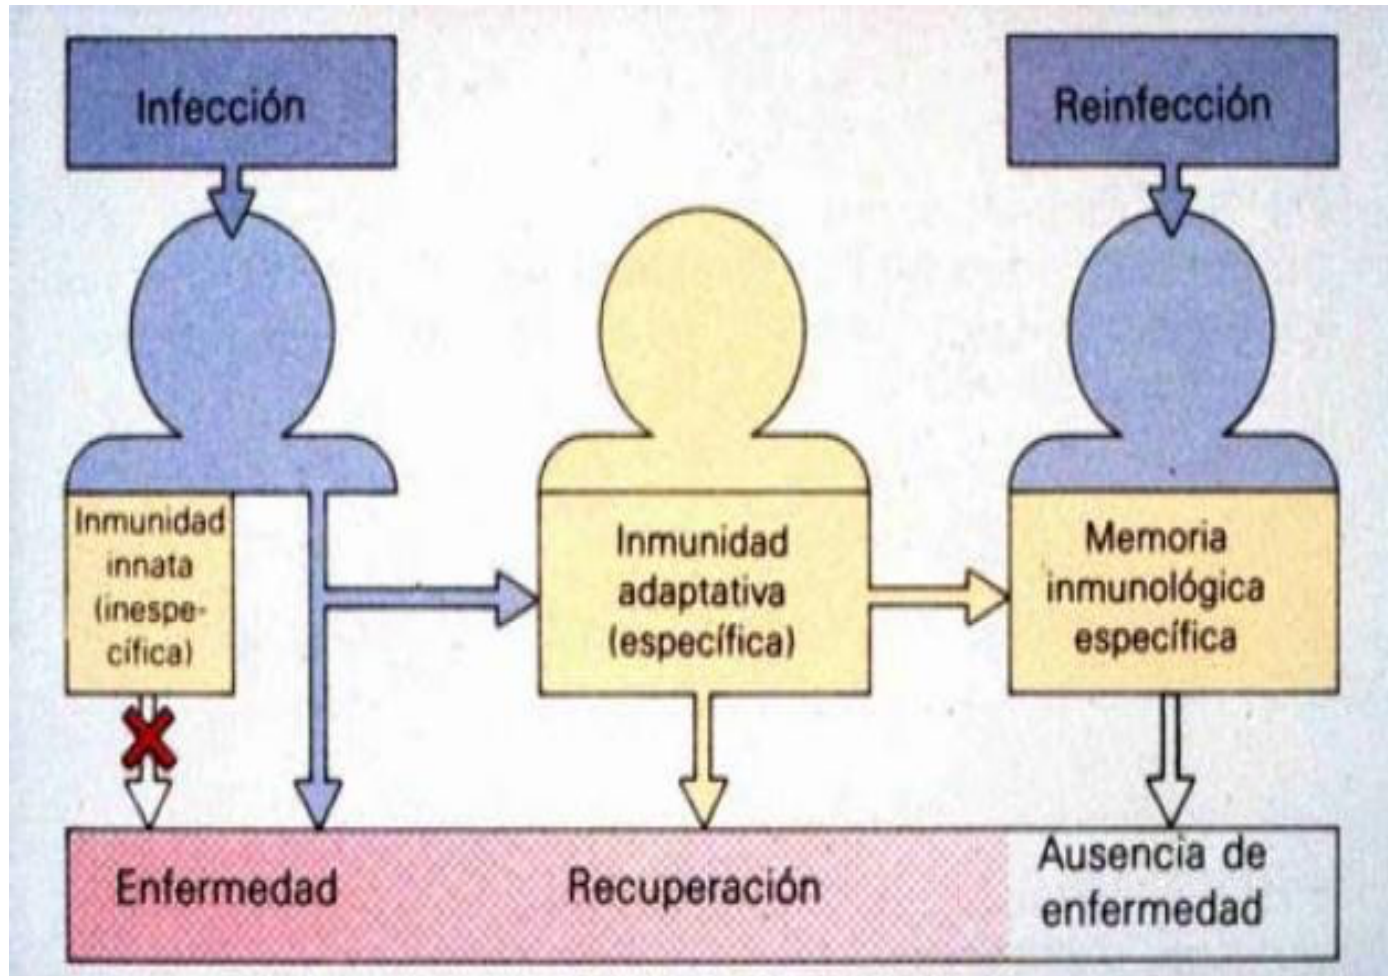 Infección
Reinfección
Inmunidad
innata
(inespe-
cífica)
Inmunidad
adaptativa
(específica)
Memoria
inmunológica
específica
Enfermedad
Recuperación
Ausencia de
enfermedad